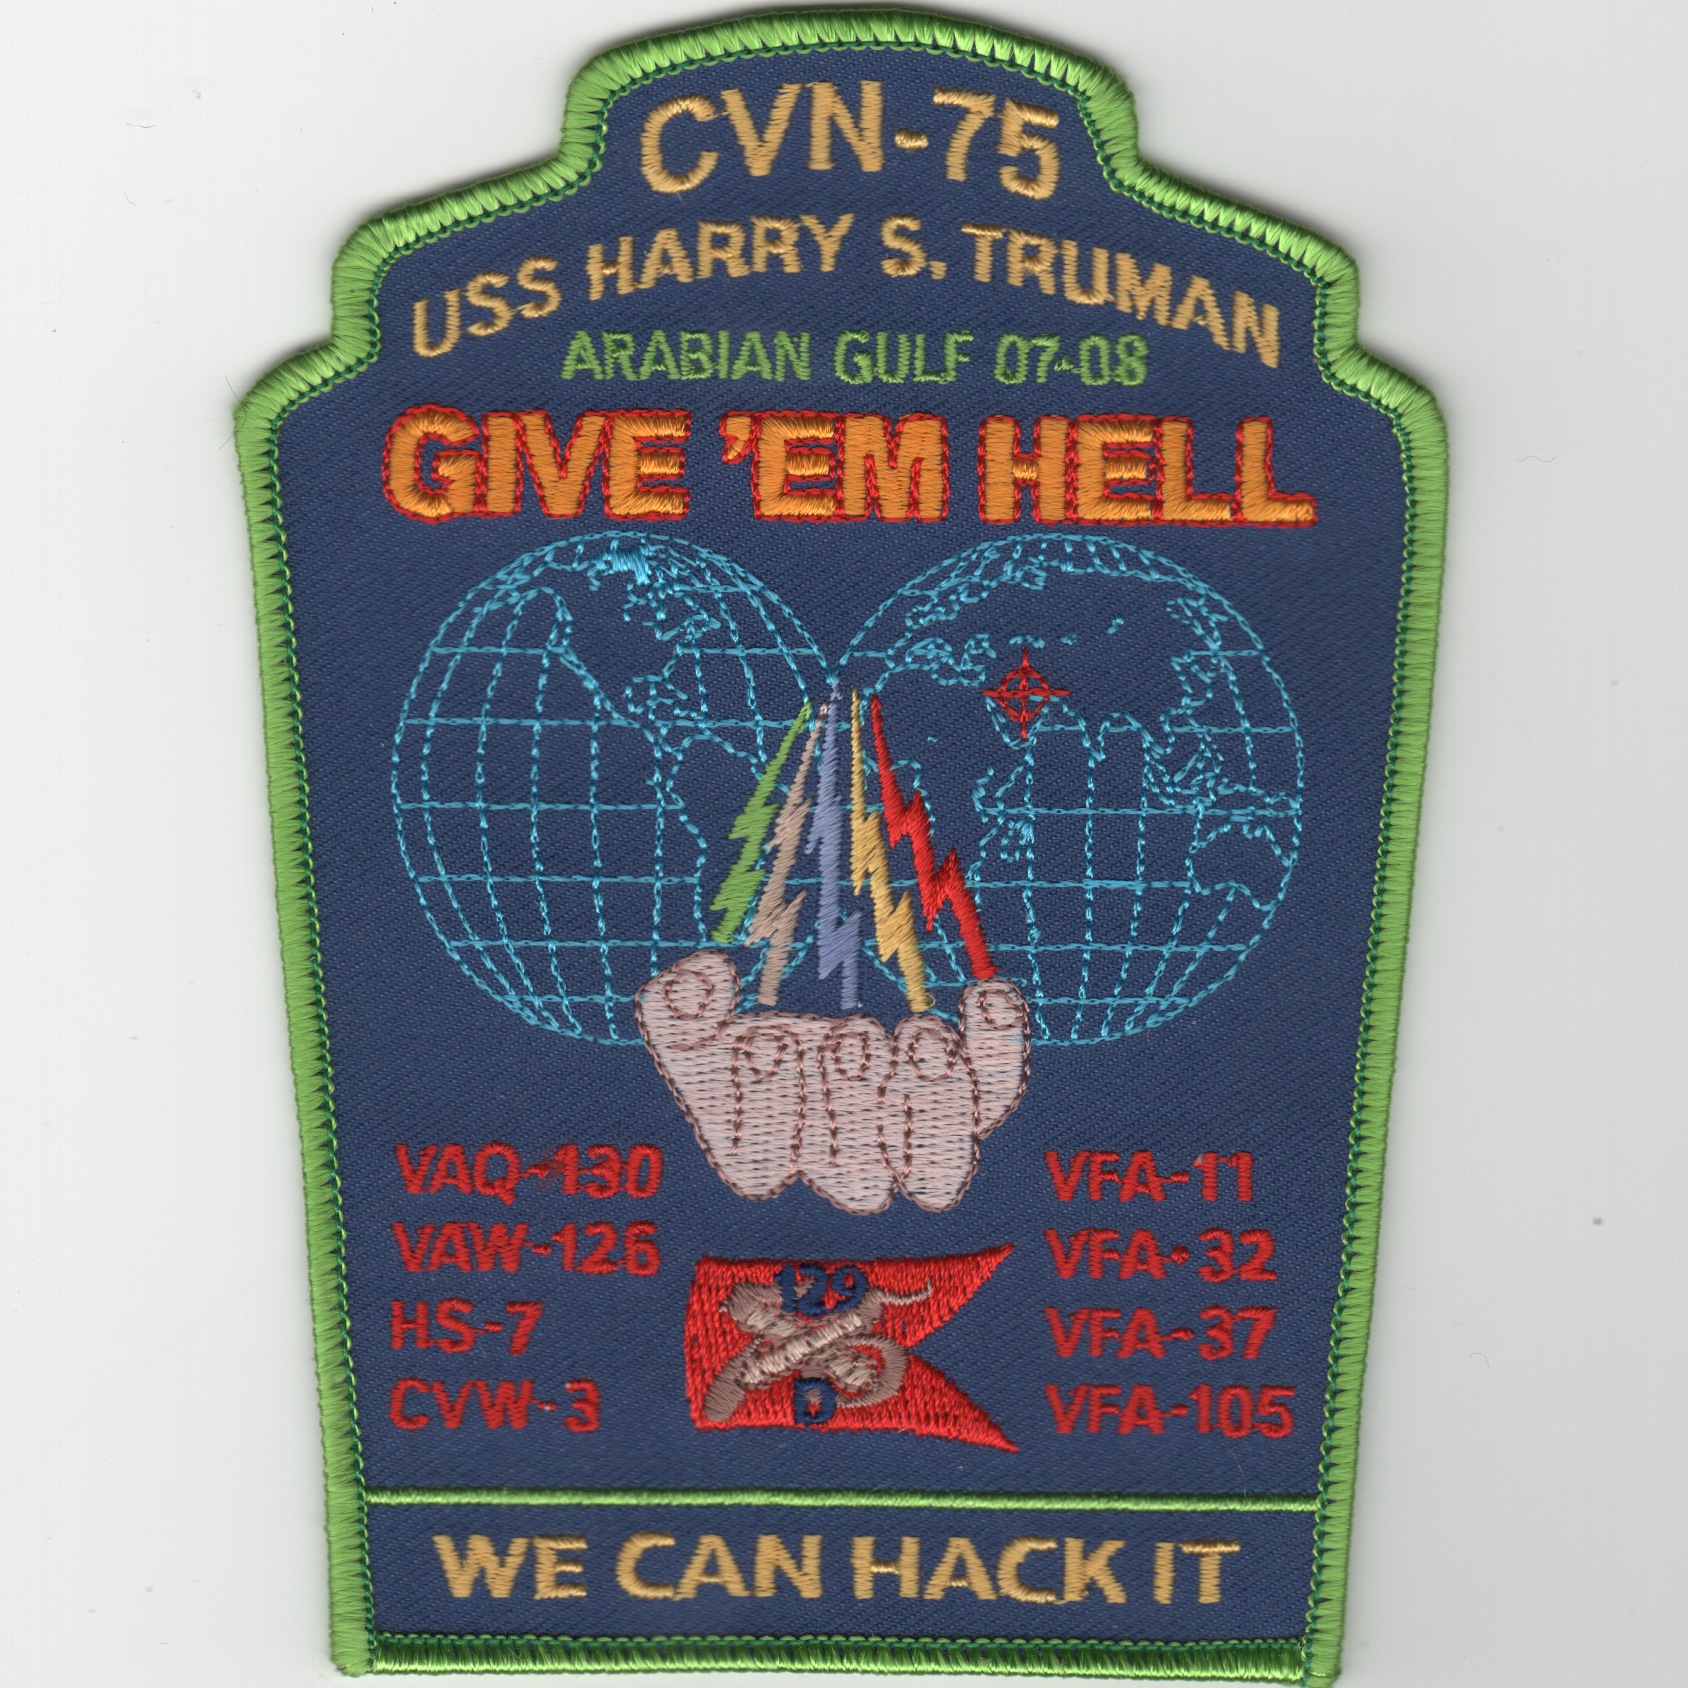 CVN-75
USS HARRY S. TRUMAN
ARABIAN GULF 07-08
GIVE 'EM HELL
VAQ-130
VAW-126
HS-7
CVW-3
129
D
VFA-11
VFA-32
VFA-37
VFA-105
WE CAN HACK IT